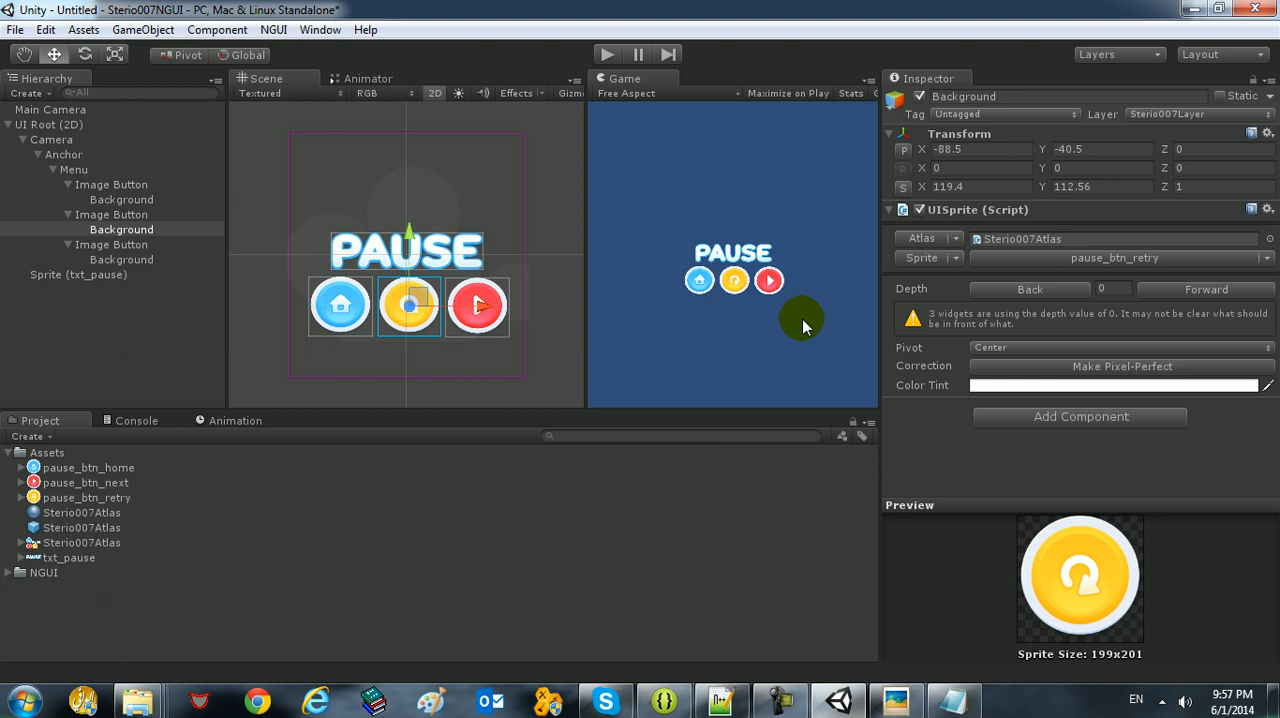 Unity - Untitled - Sterio007NGUI - PC, Mac & Linux Standalone*
File Edit Assets GameObject Component NGUI Window Help
Pivot Global Layers Layout
Hierarchy
Create All
Main Camera
UI Root (2D)
Camera
Anchor
Menu
Image Button
Background
Image Button
Background
Image Button
Background
Sprite (txt_pause)
Scene Animator
Textured RGB 2D Effects Gizm
PAUSE
Game
Free Aspect Maximize on Play Stats G
PAUSE
Inspector
Background Static
Tag Untagged Layer Sterio007Layer
Transform
P X -88.5 Y -40.5 Z 0
R X 0 Y 0 Z 0
S X 119.4 Y 112.56 Z 1
UISprite (Script)
Atlas Sterio007Atlas
Sprite pause_btn_retry
Depth Back 0 Forward
3 widgets are using the depth value of 0. It may not be clear what should
be in front of what.
Pivot Center
Correction Make Pixel-Perfect
Color Tint
Add Component
Preview
Sprite Size: 199x201
Project Console Animation
Create
Assets
pause_btn_home
pause_btn_next
pause_btn_retry
Sterio007Atlas
Sterio007Atlas
Sterio007Atlas
txt_pause
NGUI
EN 9:57 PM
6/1/2014